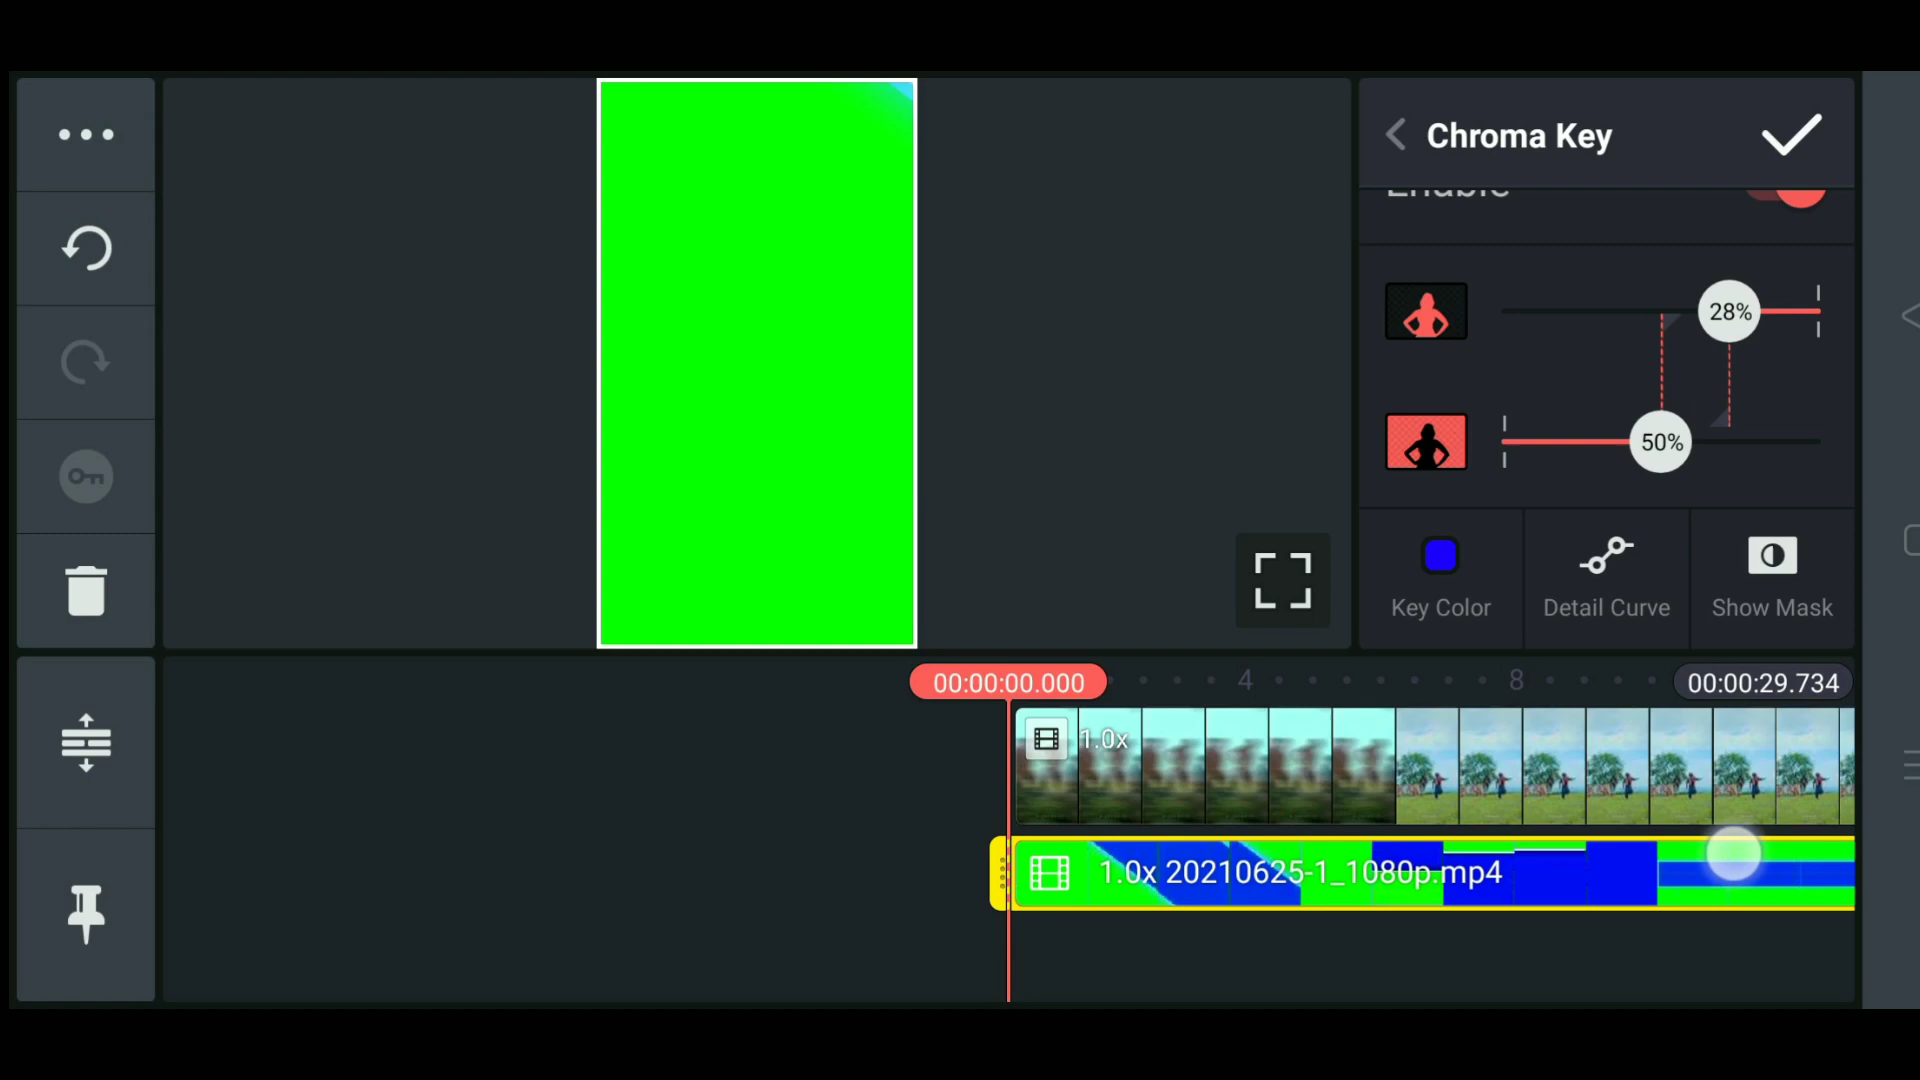 Chroma Key
Enable
28%
50%
Key Color
Detail Curve
Show Mask
00:00:00.000
4
8
00:00:29.734
1.0x
1.0x 20210625-1_1080p.mp4